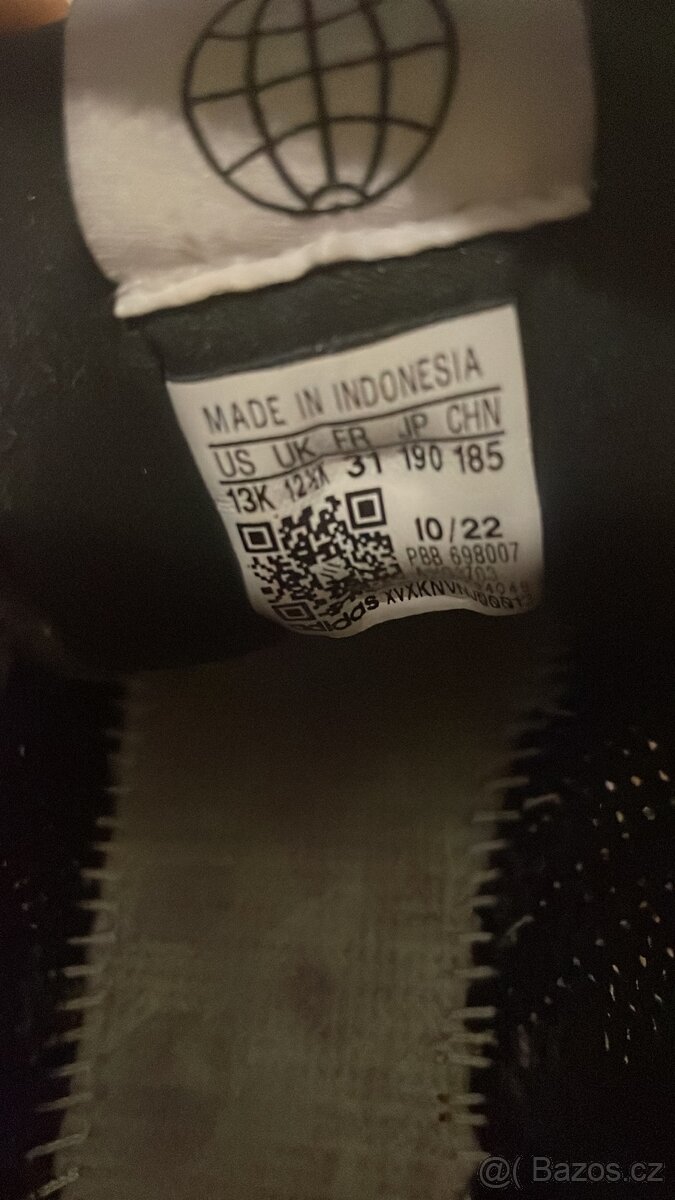 MADE IN INDONESIA
US UK FR JP CHN
13K 12½K 31 190 185
10/22
PBB 698007
adidas
@( Bazos.cz